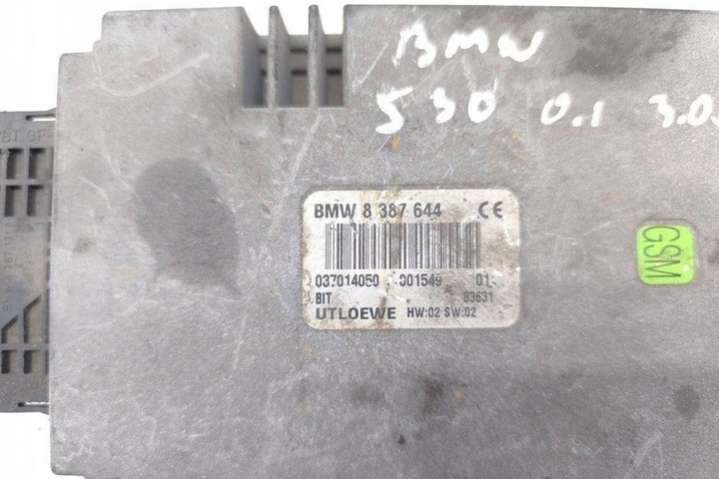 BMW
530 0.1 3.0
BMW 8 387 644 CE
037014050 001549 01
BIT 83631
UTLOEWE HW:02 SW:02
GSM